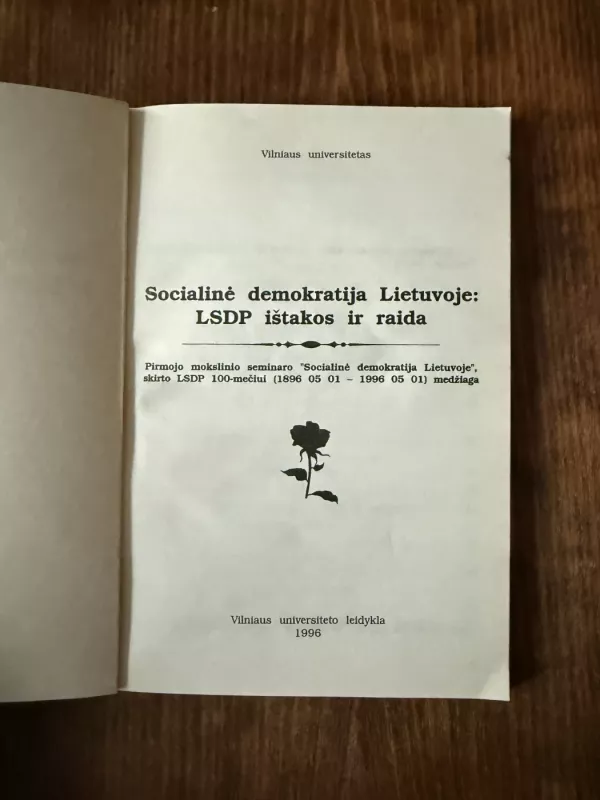 Vilniaus universitetas
Socialinė demokratija Lietuvoje:
LSDP ištakos ir raida
Pirmojo mokslinio seminaro "Socialinė demokratija Lietuvoje",
skirto LSDP 100-mečiui (1896 05 01 – 1996 05 01) medžiaga
Vilniaus universiteto leidykla
1996